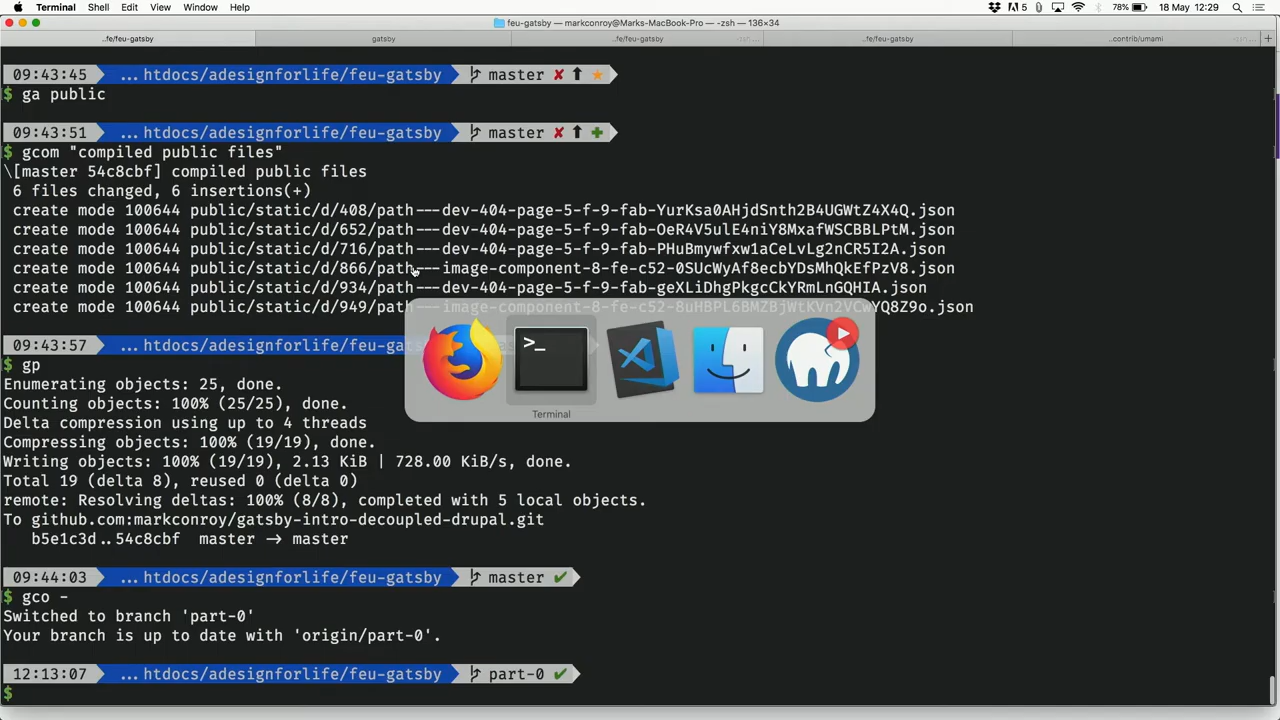 Terminal Shell Edit View Window Help 5 78% 18 May 12:29
feu-gatsby — markconroy@Marks-MacBook-Pro — -zsh — 136×34
..fe/feu-gatsby gatsby ..fe/feu-gatsby -zsh... ..fe/feu-gatsby ..contrib/umami -zsh... +
09:43:45 ... htdocs/adesignforlife/feu-gatsby master ✘ ⬆ ★
$ ga public
09:43:51 ... htdocs/adesignforlife/feu-gatsby master ✘ ⬆ ✚
$ gcom "compiled public files"
\[master 54c8cbf] compiled public files
6 files changed, 6 insertions(+)
create mode 100644 public/static/d/408/path---dev-404-page-5-f-9-fab-YurKsa0AHjdSnth2B4UGWtZ4X4Q.json
create mode 100644 public/static/d/652/path---dev-404-page-5-f-9-fab-OeR4V5ulE4niY8MxafWSCBBLPtM.json
create mode 100644 public/static/d/716/path---dev-404-page-5-f-9-fab-PHuBmywfxw1aCeLvLg2nCR5I2A.json
create mode 100644 public/static/d/866/path---image-component-8-fe-c52-0SUcWyAf8ecbYDsMhQkEfPzV8.json
create mode 100644 public/static/d/934/path---dev-404-page-5-f-9-fab-geXLiDhgPkgcCkYRmLnGQHIA.json
create mode 100644 public/static/d/949/path---image-component-8-fe-c52-8uHBPL6BMZBjWtKVn2VCwYQ8Z9o.json
09:43:57 ... htdocs/adesignforlife/feu-ga
$ gp
Enumerating objects: 25, done.
Counting objects: 100% (25/25), done.
Delta compression using up to 4 threads
Compressing objects: 100% (19/19), done.
Writing objects: 100% (19/19), 2.13 KiB | 728.00 KiB/s, done.
Total 19 (delta 8), reused 0 (delta 0)
remote: Resolving deltas: 100% (8/8), completed with 5 local objects.
To github.com:markconroy/gatsby-intro-decoupled-drupal.git
b5e1c3d..54c8cbf master -> master
>_
Terminal
09:44:03 ... htdocs/adesignforlife/feu-gatsby master ✔
$ gco -
Switched to branch 'part-0'
Your branch is up to date with 'origin/part-0'.
12:13:07 ... htdocs/adesignforlife/feu-gatsby part-0 ✔
$